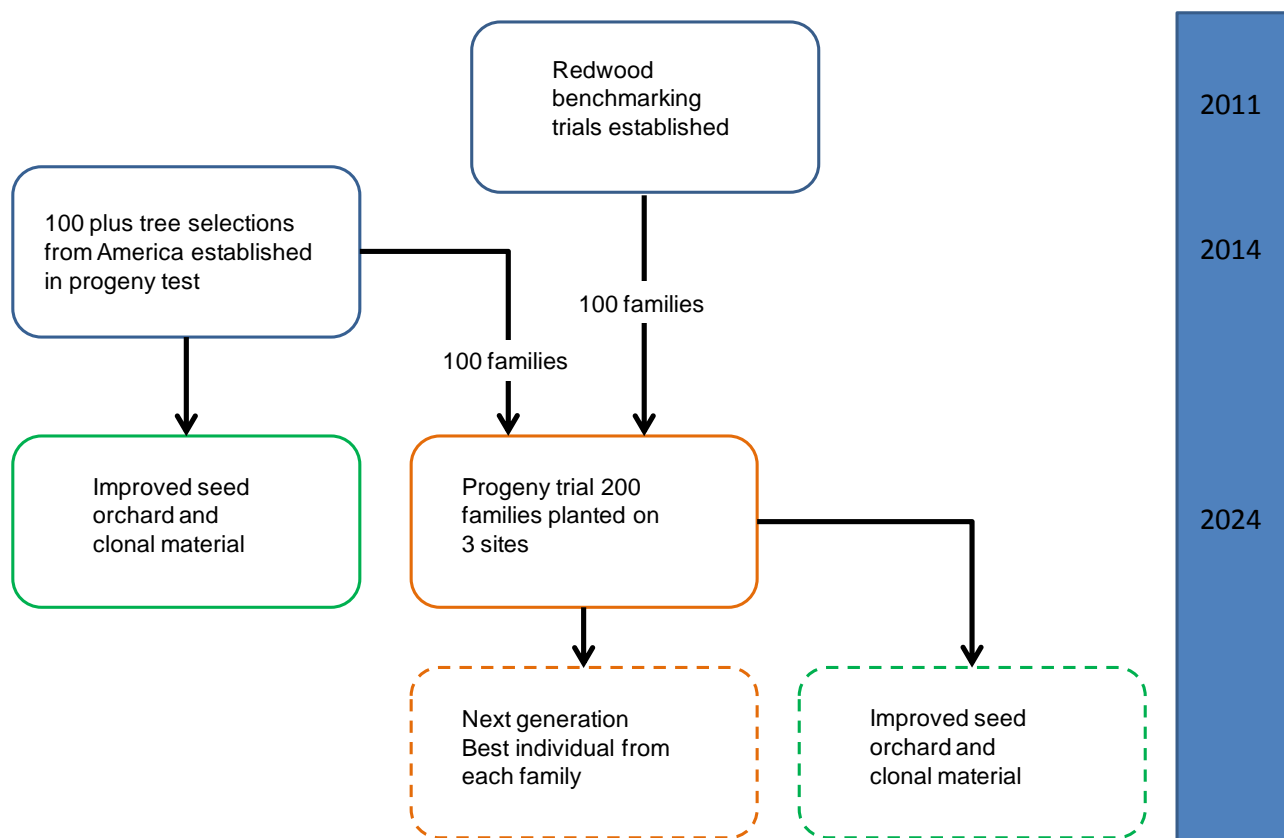 Redwood
benchmarking
trials established
2011
100 plus tree selections
from America established
in progeny test
2014
100 families
100 families
Improved seed
orchard and
clonal material
Progeny trial 200
families planted on
3 sites
2024
Next generation
Best individual from
each family
Improved seed
orchard and
clonal material